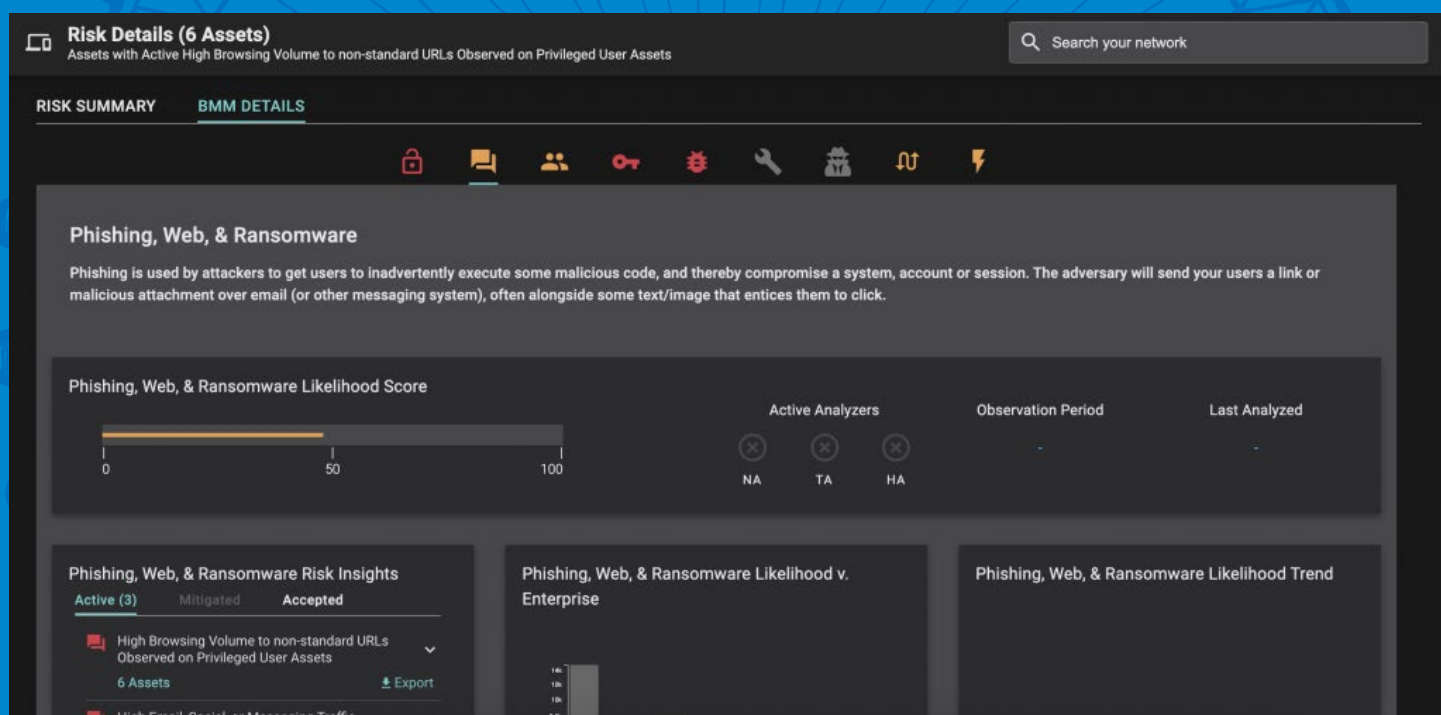 Risk Details (6 Assets)
Assets with Active High Browsing Volume to non-standard URLs Observed on Privileged User Assets
Search your network
RISK SUMMARY
BMM DETAILS
Phishing, Web, & Ransomware
Phishing is used by attackers to get users to inadvertently execute some malicious code, and thereby compromise a system, account or session. The adversary will send your users a link or
malicious attachment over email (or other messaging system), often alongside some text/image that entices them to click.
Phishing, Web, & Ransomware Likelihood Score
0
50
100
Active Analyzers
NA
TA
HA
Observation Period
-
Last Analyzed
-
Phishing, Web, & Ransomware Risk Insights
Active (3)
Mitigated
Accepted
High Browsing Volume to non-standard URLs
Observed on Privileged User Assets
6 Assets
Export
Phishing, Web, & Ransomware Likelihood v.
Enterprise
14k
12k
10k
Phishing, Web, & Ransomware Likelihood Trend